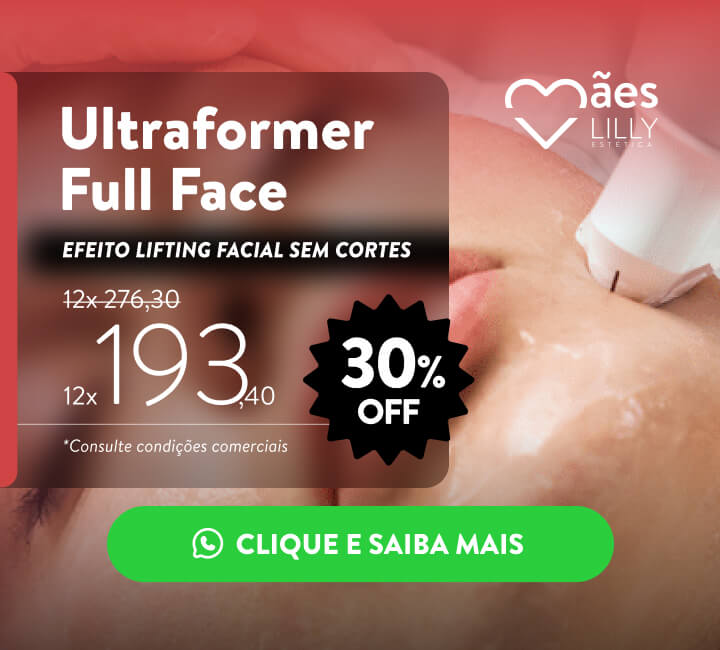 Ultraformer
Full Face
ães
LILLY
ESTÉTICA
EFEITO LIFTING FACIAL SEM CORTES
12x 276,30
12x 193,40
30% 
OFF
*Consulte condições comerciais
CLIQUE E SAIBA MAIS